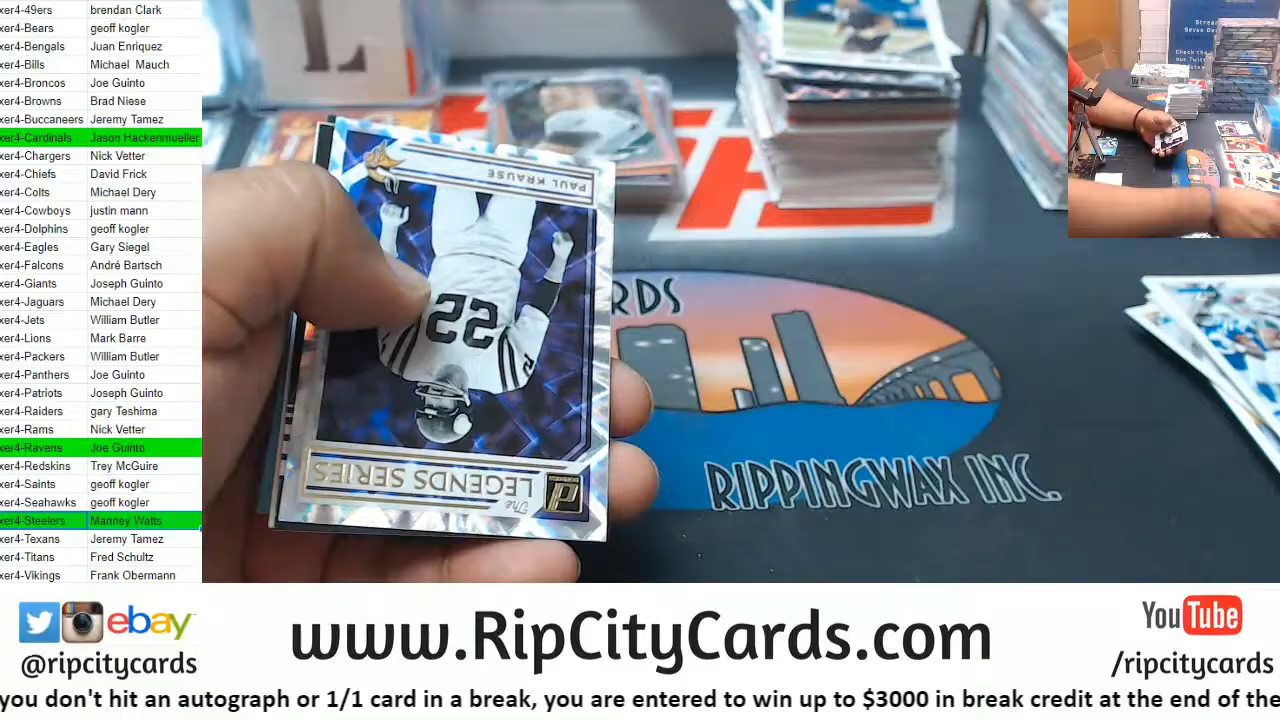 xer4-49ers brendan Clark
xer4-Bears geoff kogler
xer4-Bengals Juan Enriquez
xer4-Bills Michael Mauch
xer4-Broncos Joe Guinto
xer4-Browns Brad Niese
xer4-Buccaneers Jeremy Tamez
xer4-Cardinals Jason Hackenmueller
xer4-Chargers Nick Vetter
xer4-Chiefs David Frick
xer4-Colts Michael Dery
xer4-Cowboys justin mann
xer4-Dolphins geoff kogler
xer4-Eagles Gary Siegel
xer4-Falcons André Bartsch
xer4-Giants Joseph Guinto
xer4-Jaguars Michael Dery
xer4-Jets William Butler
xer4-Lions Mark Barre
xer4-Packers William Butler
xer4-Panthers Joe Guinto
xer4-Patriots Joseph Guinto
xer4-Raiders gary Teshima
xer4-Rams Nick Vetter
xer4-Ravens Joe Guinto
xer4-Redskins Trey McGuire
xer4-Saints geoff kogler
xer4-Seahawks geoff kogler
xer4-Steelers Manney Watts
xer4-Texans Jeremy Tamez
xer4-Titans Fred Schultz
xer4-Vikings Frank Obermann
PAUL KRAUSE
22
The
LEGENDS SERIES
RDS
RIPPINGWAX INC.
Seven Da
Check the
ebay
@ripcitycards
www.RipCityCards.com
YouTube
/ripcitycards
you don't hit an autograph or 1/1 card in a break, you are entered to win up to $3000 in break credit at the end of the